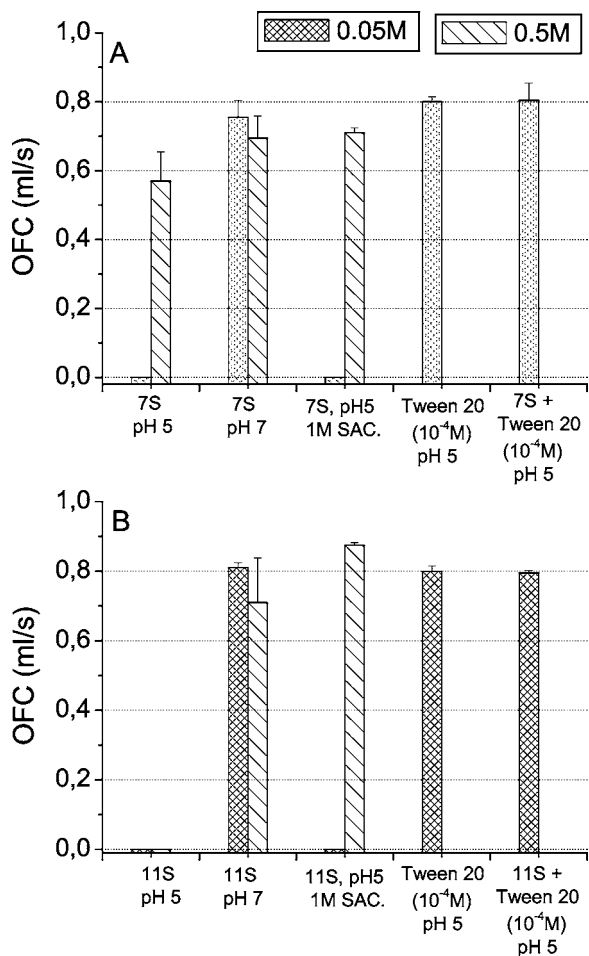 0.05M
0.5M
A
OFC (ml/s)
1,0
0,8
0,6
0,4
0,2
0,0
7S
pH 5
7S
pH 7
7S, pH5
1M SAC.
Tween 20
(10⁻⁴M)
pH 5
7S +
Tween 20
(10⁻⁴M)
pH 5
B
OFC (ml/s)
1,0
0,8
0,6
0,4
0,2
0,0
11S
pH 5
11S
pH 7
11S, pH5
1M SAC.
Tween 20
(10⁻⁴M)
pH 5
11S +
Tween 20
(10⁻⁴M)
pH 5